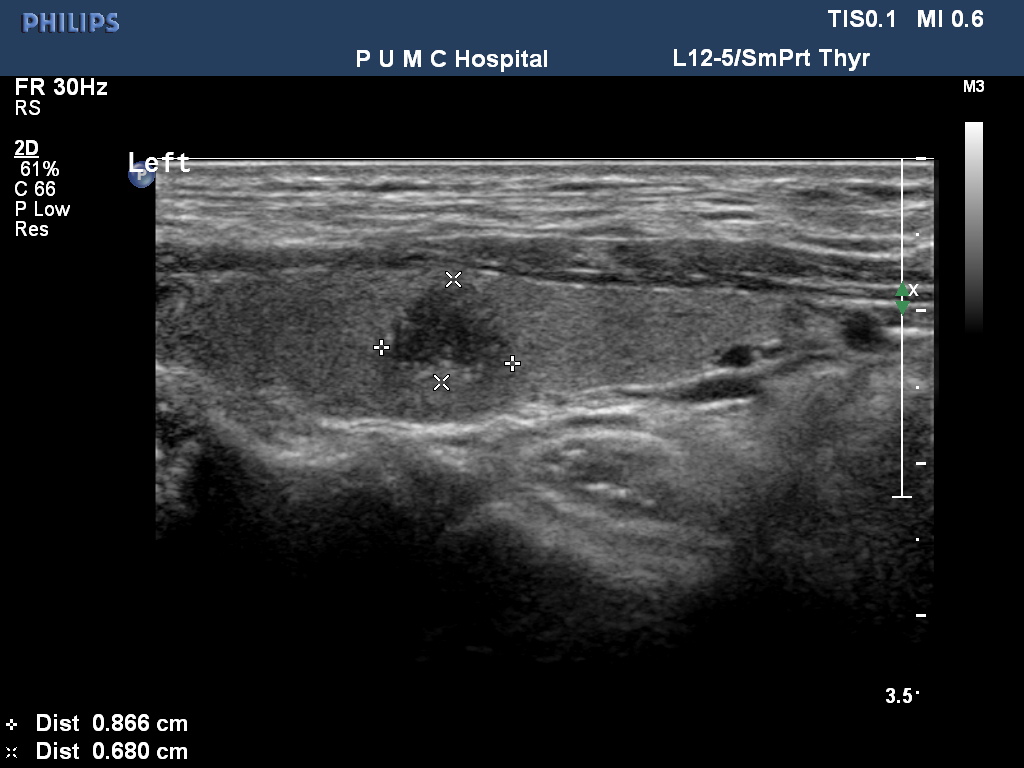 PHILIPS
TIS0.1 MI 0.6
P U M C Hospital
L12-5/SmPrt Thyr
FR 30Hz
RS
M3
2D
61%
C 66
P Low
Res
Left
P
X
3.5
Dist 0.866 cm
Dist 0.680 cm